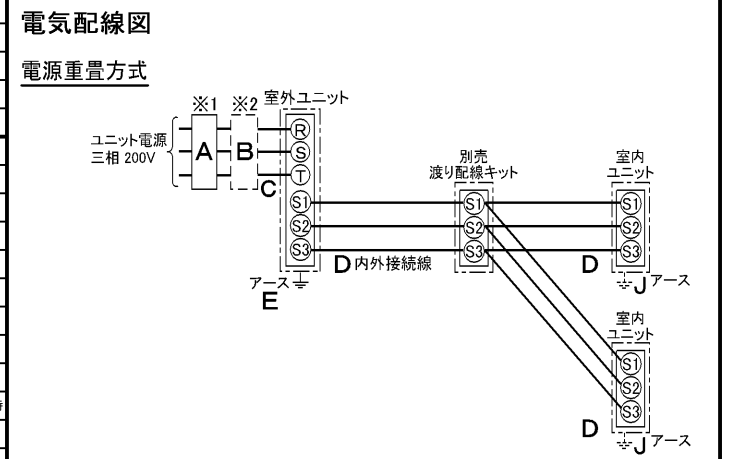 電気配線図
電源重畳方式
※1 ※2 室外ユニット
ユニット電源
三相 200V
A
B
C
R
S
T
S1
S2
S3
アース
E
D 内外接続線
別売
渡り配線キット
S1
S2
S3
室内
ユニット
S1
S2
S3
D
J アース
室内
ユニット
S1
S2
S3
D
J アース